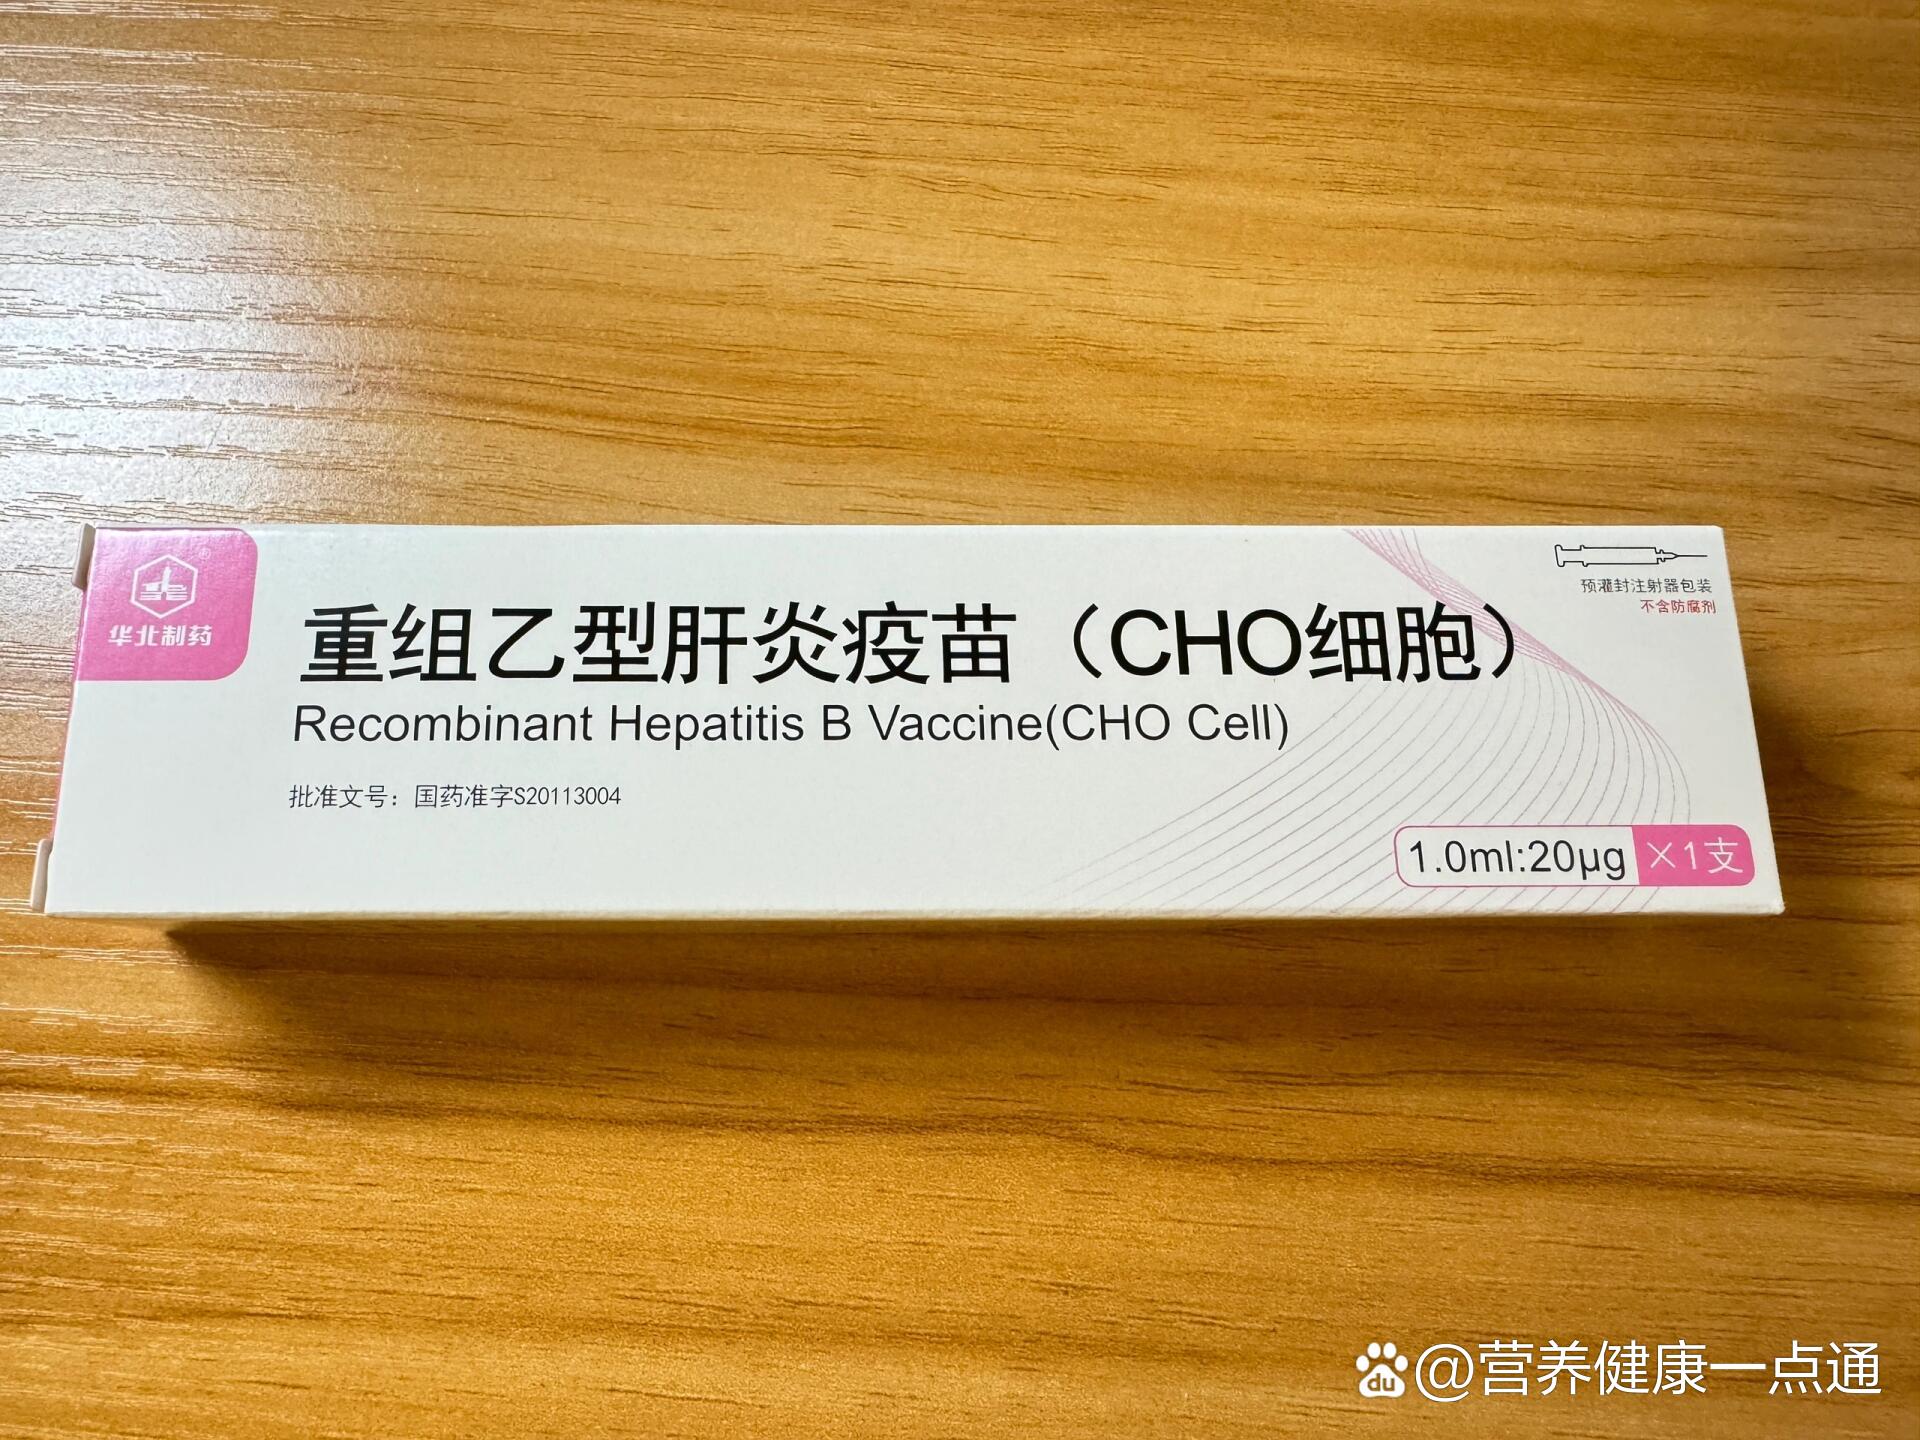 预灌封注射器包装
不含防腐剂
®
华北制药
重组乙型肝炎疫苗（CHO细胞）
Recombinant Hepatitis B Vaccine(CHO Cell)
批准文号：国药准字S20113004
1.0ml:20μg ×1支
du @营养健康一点通